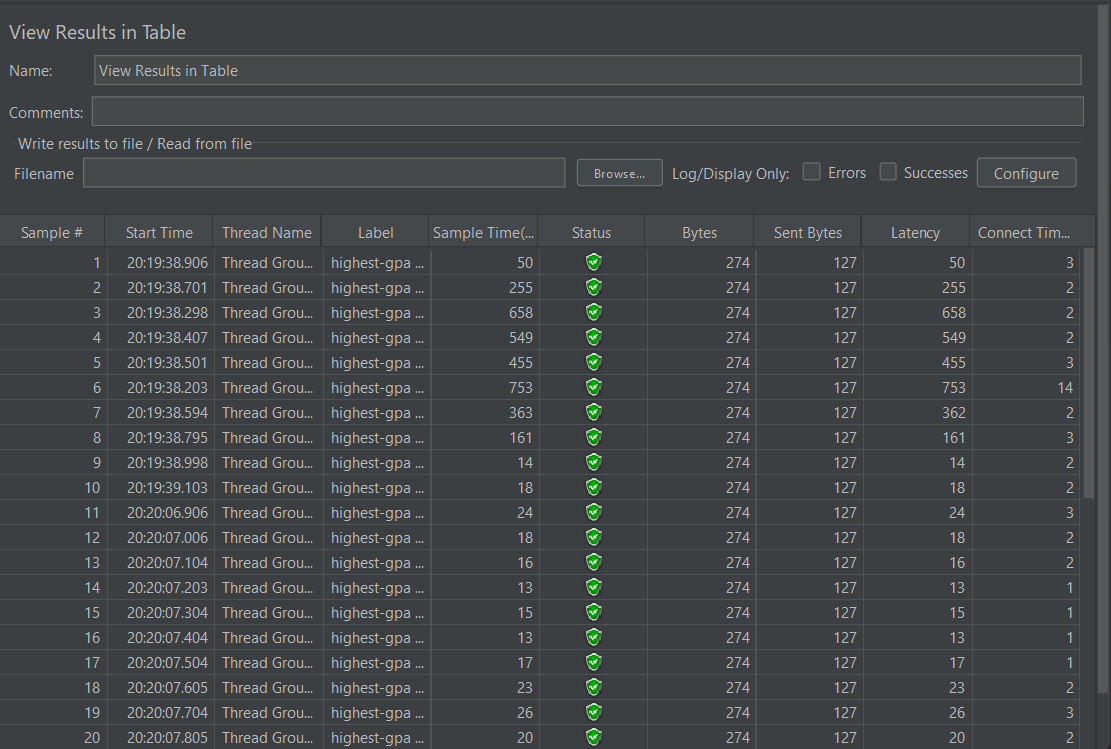 View Results in Table
Name: View Results in Table
Comments:
Write results to file / Read from file
Filename Browse... Log/Display Only: Errors Successes Configure
Sample # Start Time Thread Name Label Sample Time(... Status Bytes Sent Bytes Latency Connect Tim...
1 20:19:38.906 Thread Grou... highest-gpa ... 50 274 127 50 3
2 20:19:38.701 Thread Grou... highest-gpa ... 255 274 127 255 2
3 20:19:38.298 Thread Grou... highest-gpa ... 658 274 127 658 2
4 20:19:38.407 Thread Grou... highest-gpa ... 549 274 127 549 2
5 20:19:38.501 Thread Grou... highest-gpa ... 455 274 127 455 3
6 20:19:38.203 Thread Grou... highest-gpa ... 753 274 127 753 14
7 20:19:38.594 Thread Grou... highest-gpa ... 363 274 127 362 2
8 20:19:38.795 Thread Grou... highest-gpa ... 161 274 127 161 3
9 20:19:38.998 Thread Grou... highest-gpa ... 14 274 127 14 2
10 20:19:39.103 Thread Grou... highest-gpa ... 18 274 127 18 2
11 20:20:06.906 Thread Grou... highest-gpa ... 24 274 127 24 3
12 20:20:07.006 Thread Grou... highest-gpa ... 18 274 127 18 2
13 20:20:07.104 Thread Grou... highest-gpa ... 16 274 127 16 2
14 20:20:07.203 Thread Grou... highest-gpa ... 13 274 127 13 1
15 20:20:07.304 Thread Grou... highest-gpa ... 15 274 127 15 1
16 20:20:07.404 Thread Grou... highest-gpa ... 13 274 127 13 1
17 20:20:07.504 Thread Grou... highest-gpa ... 17 274 127 17 1
18 20:20:07.605 Thread Grou... highest-gpa ... 23 274 127 23 2
19 20:20:07.704 Thread Grou... highest-gpa ... 26 274 127 26 3
20 20:20:07.805 Thread Grou... highest-gpa ... 20 274 127 20 2